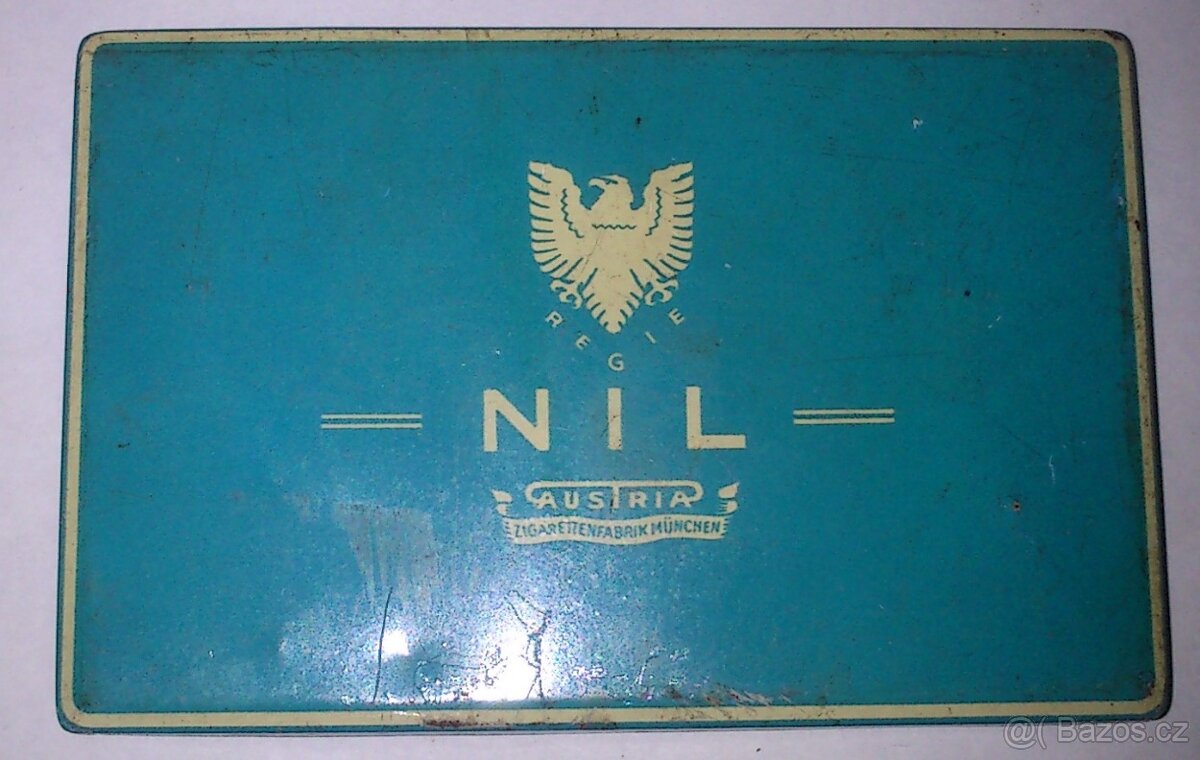 REGIE
NIL
AUSTRIA
ZIGARETTENFABRIK MÜNCHEN
@( Bazos.cz